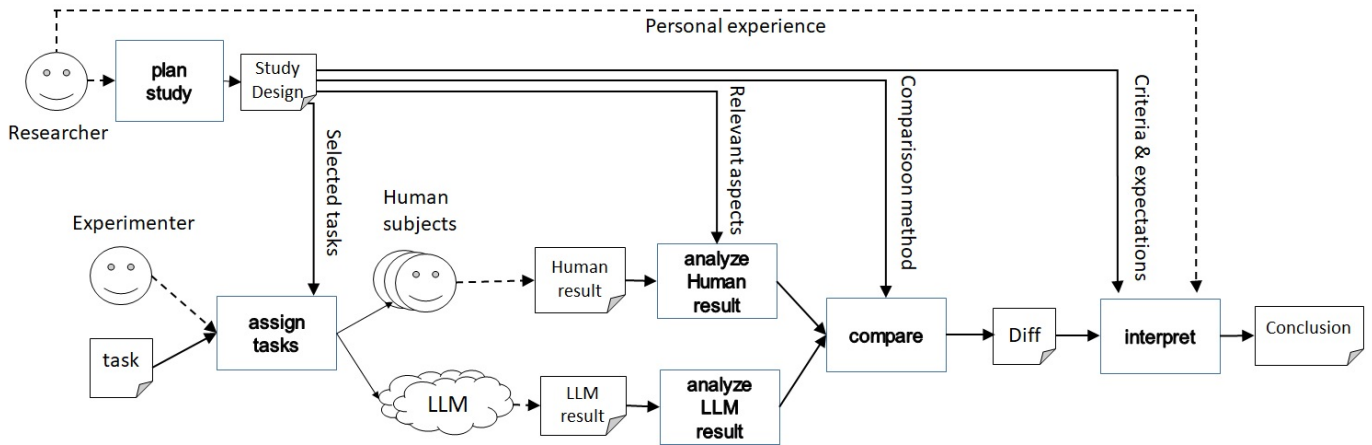 Personal experience
plan
study
Study
Design
Researcher
Selected tasks
Relevant aspects
Comparisoon method
Criteria & expectations
Experimenter
Human
subjects
task
assign
tasks
Human
result
analyze
Human
result
LLM
LLM
result
analyze
LLM
result
compare
Diff
interpret
Conclusion